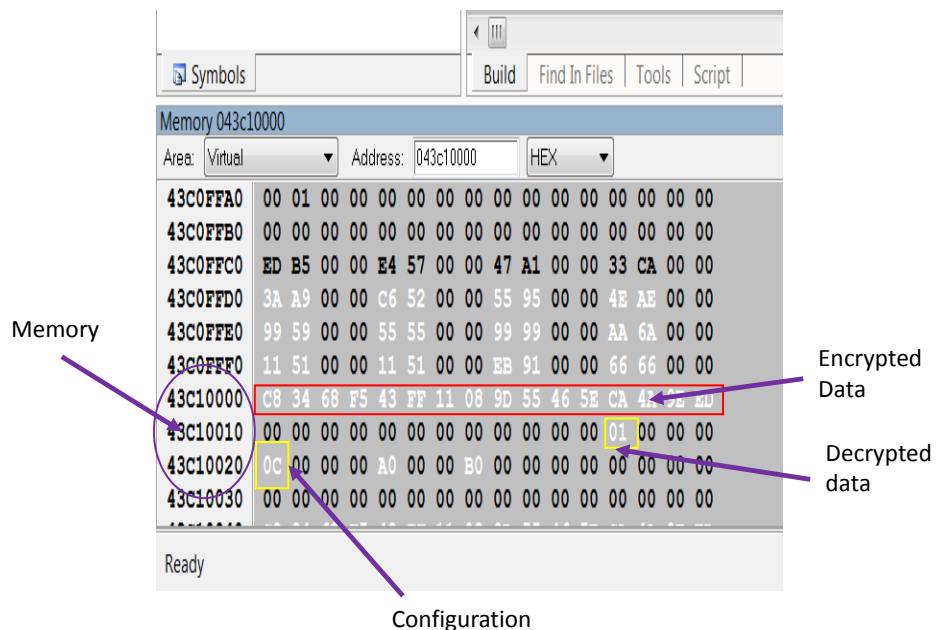 Symbols
Build Find In Files Tools Script
Memory 043c10000
Area: Virtual Address: 043c10000 HEX
43C0FFA0 00 01 00 00 00 00 00 00 00 00 00 00 00 00 00 00
43C0FFB0 00 00 00 00 00 00 00 00 00 00 00 00 00 00 00 00
43C0FFC0 ED B5 00 00 E4 57 00 00 47 A1 00 00 33 CA 00 00
43C0FFD0 3A A9 00 00 C6 52 00 00 55 95 00 00 4E AE 00 00
Memory
43C0FFE0 99 59 00 00 55 55 00 00 99 99 00 00 AA 6A 00 00
43C0FFF0 11 51 00 00 11 51 00 00 EB 91 00 00 66 66 00 00
Encrypted
Data
43C10000 C8 34 68 F5 43 FF 11 08 9D 55 46 5E CA 4A 9E ED
43C10010 00 00 00 00 00 00 00 00 00 00 00 00 01 00 00 00
Decrypted
data
43C10020 0C 00 00 00 A0 00 00 B0 00 00 00 00 00 00 00 00
43C10030 00 00 00 00 00 00 00 00 00 00 00 00 00 00 00 00
Ready
Configuration